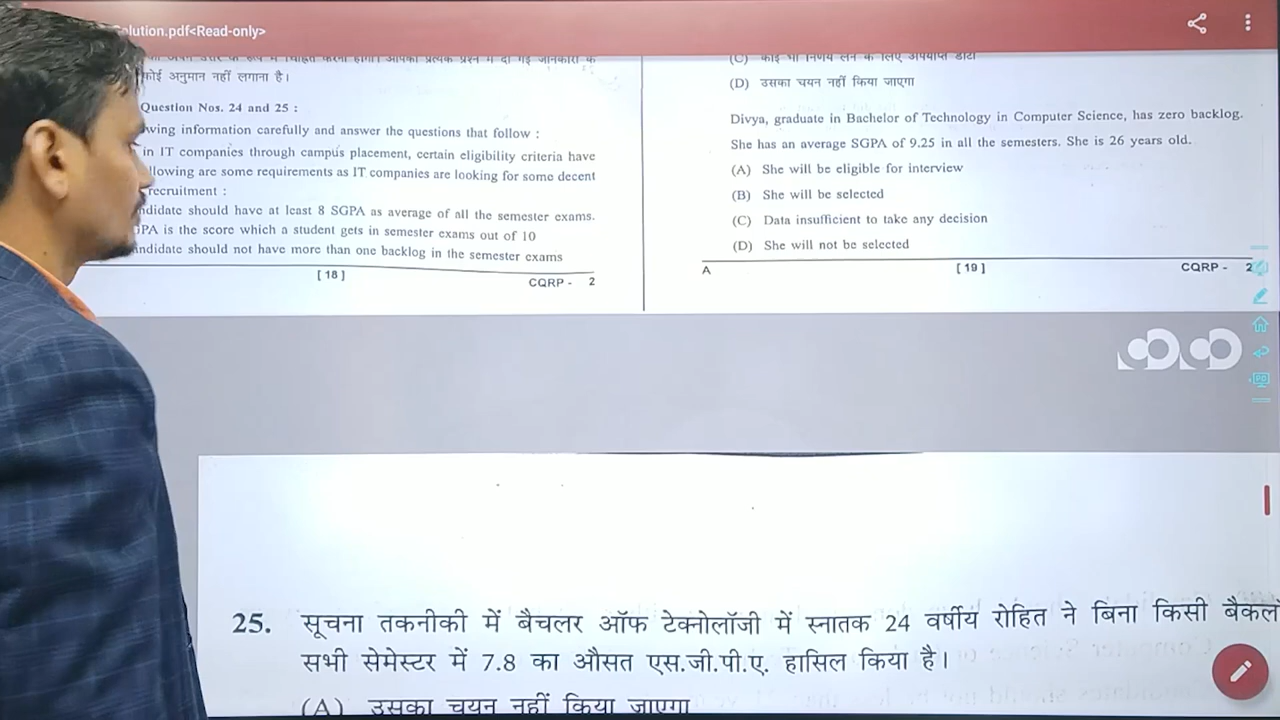 olution.pdf<Read-only>
कोई अनुमान नहीं लगाना है।
Question Nos. 24 and 25 :
wing information carefully and answer the questions that follow :
in IT companies through campus placement, certain eligibility criteria have
llowing are some requirements as IT companies are looking for some decent
recruitment :
ndidate should have at least 8 SGPA as average of all the semester exams.
PA is the score which a student gets in semester exams out of 10
ndidate should not have more than one backlog in the semester exams
[ 18 ]
CQRP - 2
(C) कोई भी निर्णय लेने के लिए अपर्याप्त डाटा
(D) उसका चयन नहीं किया जाएगा
Divya, graduate in Bachelor of Technology in Computer Science, has zero backlog.
She has an average SGPA of 9.25 in all the semesters. She is 26 years old.
(A) She will be eligible for interview
(B) She will be selected
(C) Data insufficient to take any decision
(D) She will not be selected
A
[ 19 ]
CQRP - 2
25. सूचना तकनीकी में बैचलर ऑफ टेक्नोलॉजी में स्नातक 24 वर्षीय रोहित ने बिना किसी बैकलॉ
सभी सेमेस्टर में 7.8 का औसत एस.जी.पी.ए. हासिल किया है।
(A) उसका चयन नहीं किया जाएगा